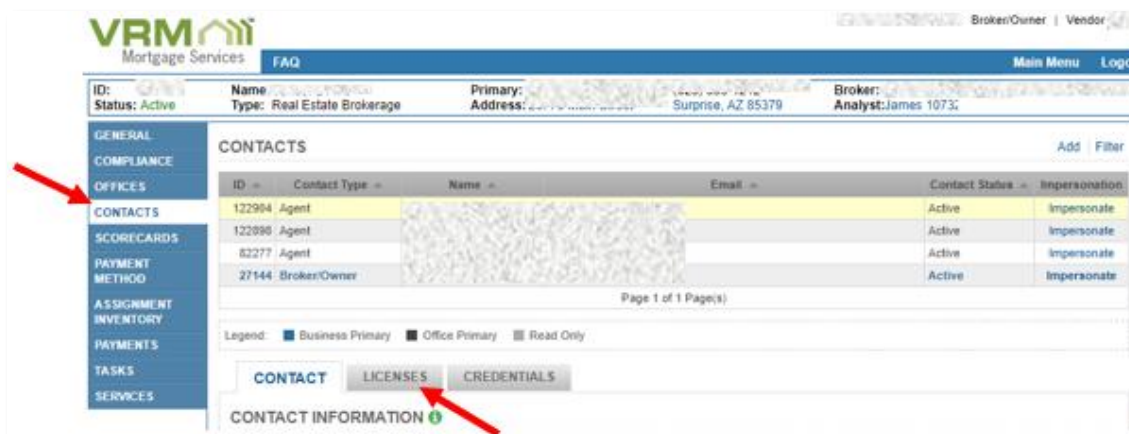 Broker/Owner | Vendor
VRM
Mortgage Services
FAQ
Main Menu Logo
ID: Name Primary: Broker:
Status: Active Type: Real Estate Brokerage Address: Surprise, AZ 85379 Analyst:James
GENERAL
COMPLIANCE
OFFICES
CONTACTS
SCORECARDS
PAYMENT
METHOD
ASSIGNMENT
INVENTORY
PAYMENTS
TASKS
SERVICES
CONTACTS
Add Filter
ID Contact Type Name Email Contact Status Impersonation
122904 Agent Active Impersonate
122898 Agent Active Impersonate
82277 Agent Active Impersonate
27144 Broker/Owner Active Impersonate
Page 1 of 1 Page(s)
Legend: Business Primary Office Primary Read Only
CONTACT LICENSES CREDENTIALS
CONTACT INFORMATION